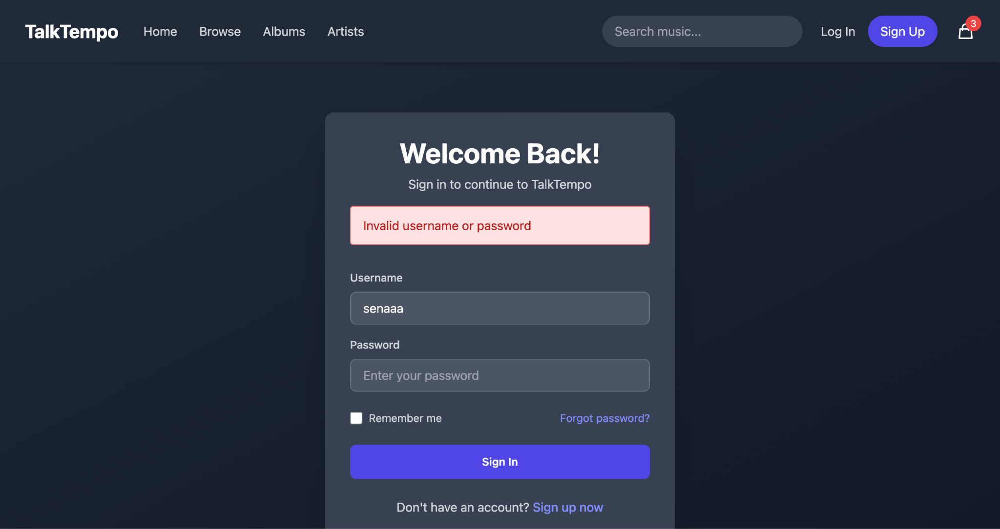 TalkTempo
Home
Browse
Albums
Artists
Search music...
Log In
Sign Up
3
Welcome Back!
Sign in to continue to TalkTempo
Invalid username or password
Username
senaaa
Password
Enter your password
Remember me
Forgot password?
Sign In
Don't have an account? Sign up now